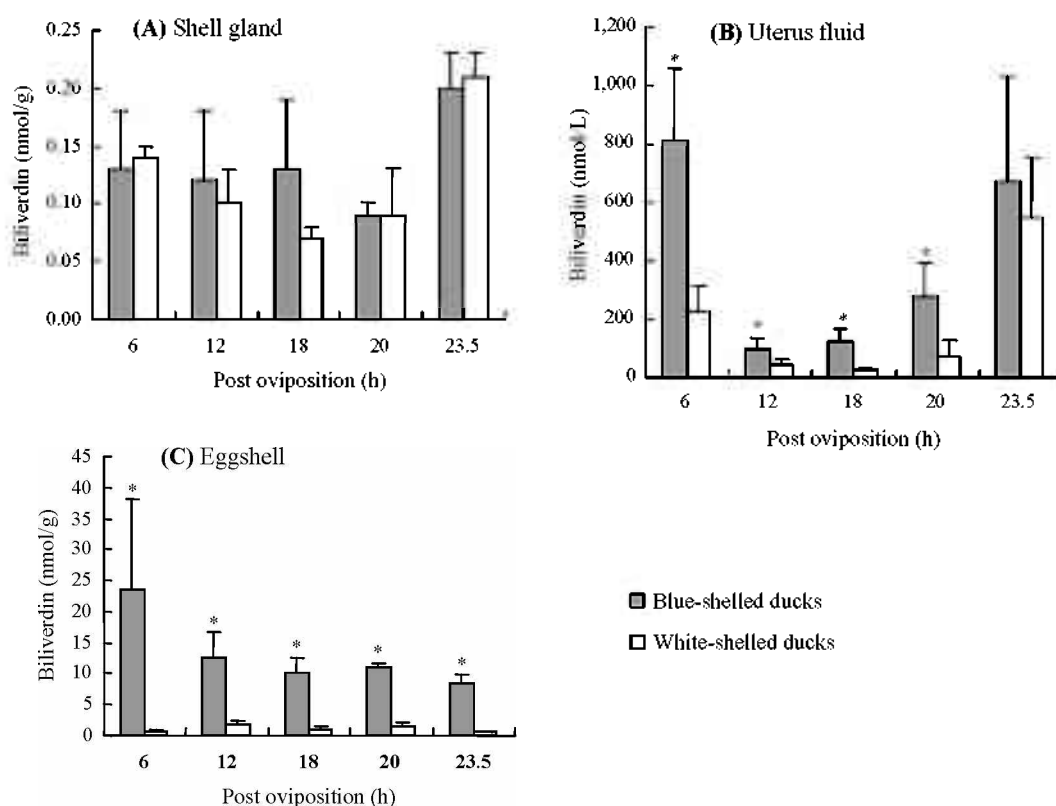 (A) Shell gland
Biliverdin (nmol/g)
0.25
0.20
0.15
0.10
0.05
0.00
6 12 18 20 23.5
Post oviposition (h)
(B) Uterus fluid
Biliverdin (nmol/L)
1,200
1,000
800
600
400
200
0
* * * *
6 12 18 20 23.5
Post oviposition (h)
(C) Eggshell
Biliverdin (nmol/g)
45
40
35
30
25
20
15
10
5
0
* * * * *
6 12 18 20 23.5
Post oviposition (h)
Blue-shelled ducks
White-shelled ducks